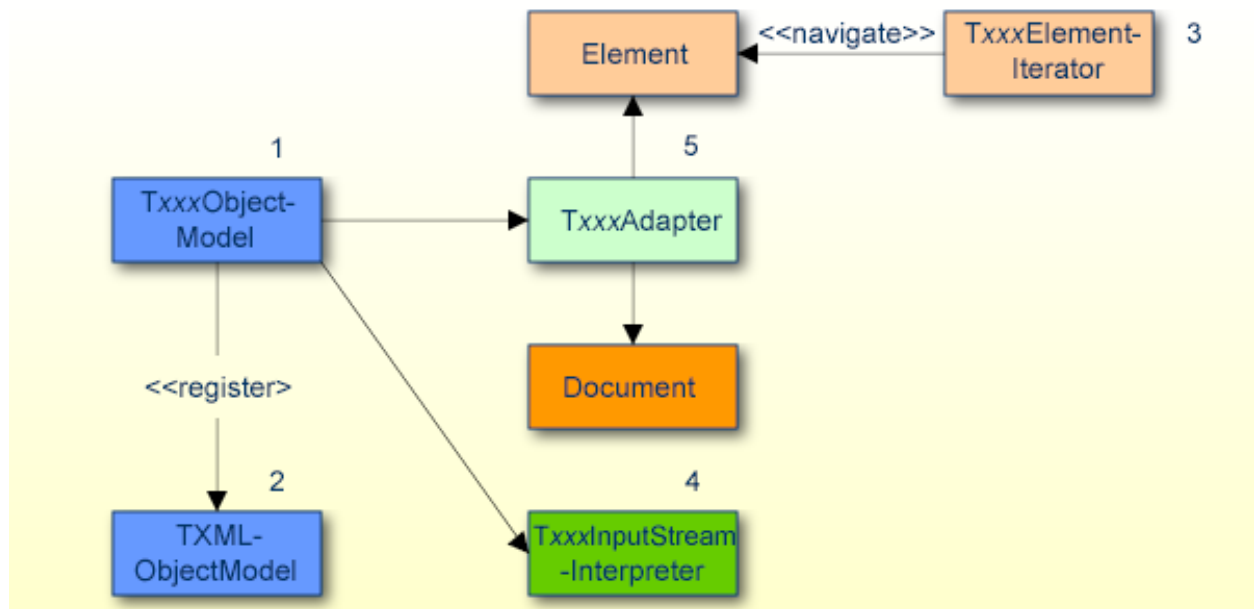 <<navigate>>
Element
TxxxElement-
Iterator
3
1
5
TxxxObject-
Model
TxxxAdapter
<<register>
Document
2
4
TXML-
ObjectModel
TxxxInputStream
-Interpreter